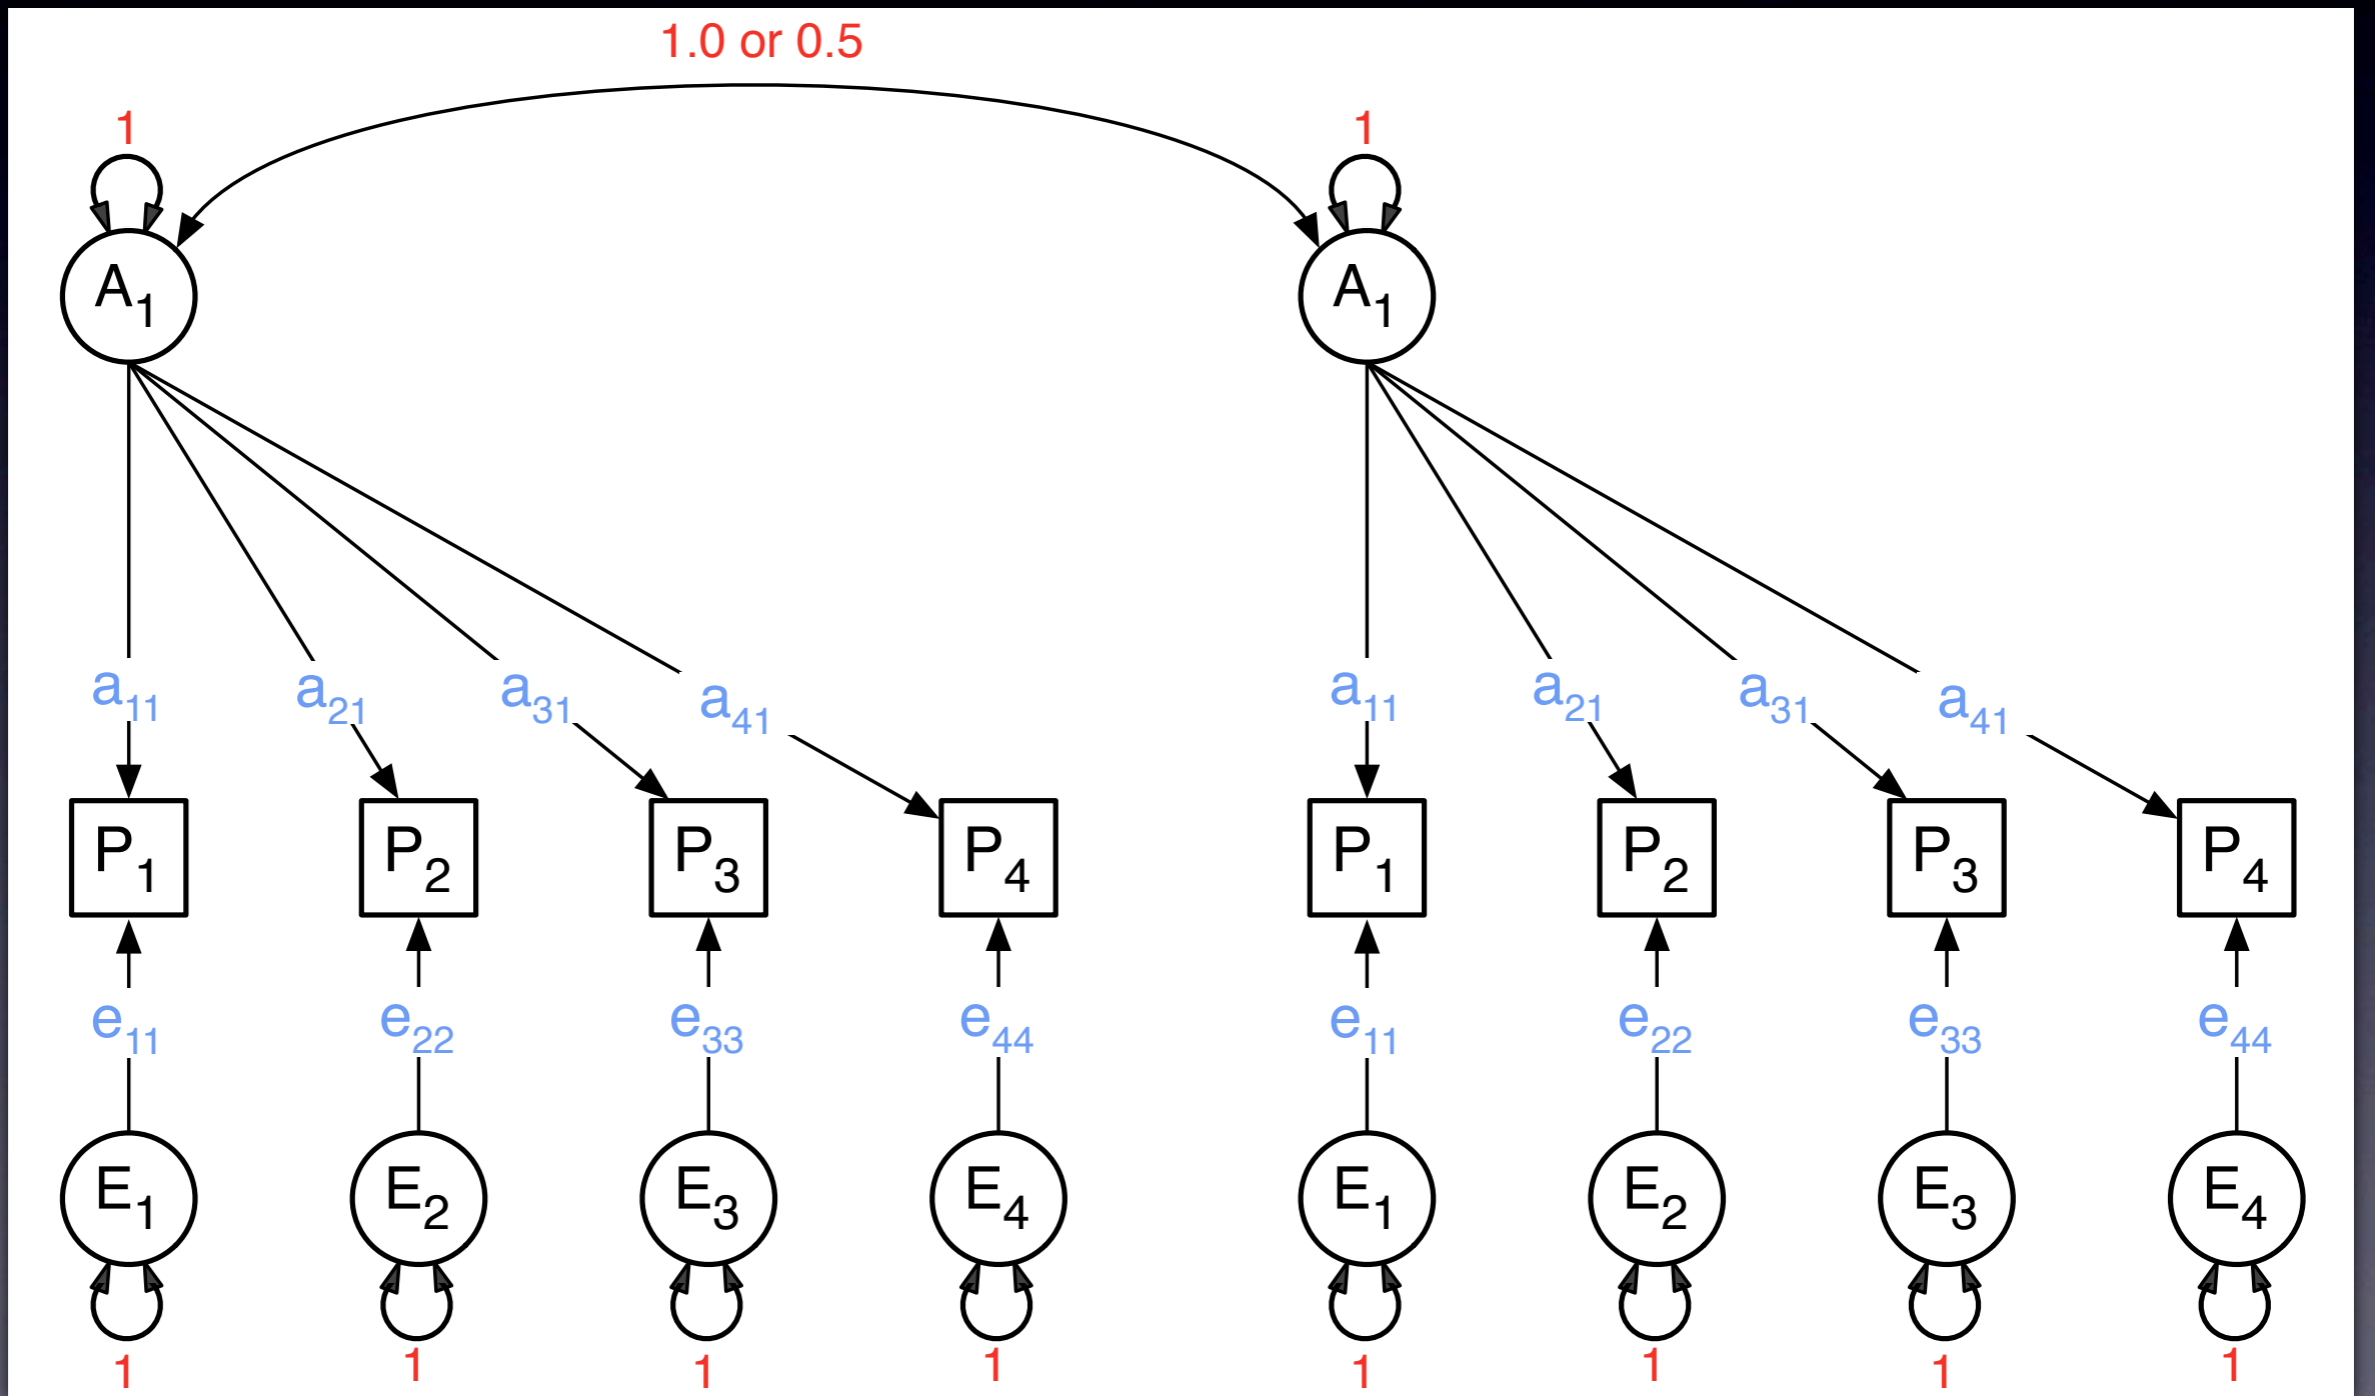 1.0 or 0.5
1 1
A1 A1
a11 a21 a31 a41 a11 a21 a31 a41
P1 P2 P3 P4 P1 P2 P3 P4
e11 e22 e33 e44 e11 e22 e33 e44
E1 E2 E3 E4 E1 E2 E3 E4
1 1 1 1 1 1 1 1